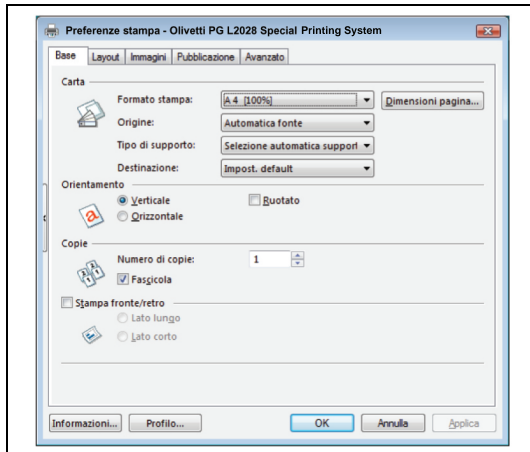 Preferenze stampa - Olivetti PG L2028 Special Printing System
Base Layout Immagini Pubblicazione Avanzato
Carta
Formato stampa: A4 [100%] Dimensioni pagina...
Origine: Automatica fonte
Tipo di supporto: Selezione automatica support
Destinazione: Impost. default
Orientamento
Verticale Ruotato
Orizzontale
Copie
Numero di copie: 1
Fascicola
Stampa fronte/retro
Lato lungo
Lato corto
Informazioni... Profilo... OK Annulla Applica